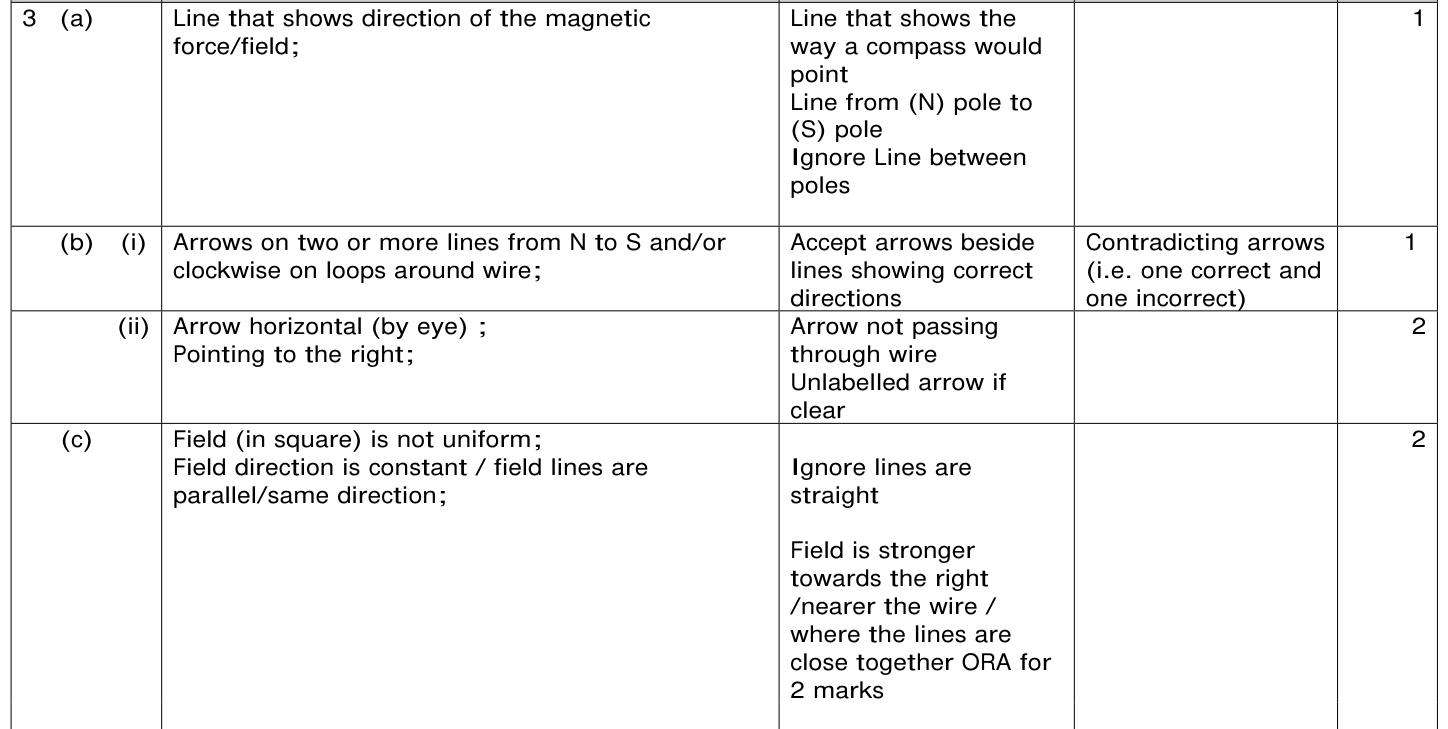 3 (a) Line that shows direction of the magnetic
force/field;
Line that shows the
way a compass would
point
Line from (N) pole to
(S) pole
Ignore Line between
poles
1
(b) (i) Arrows on two or more lines from N to S and/or
clockwise on loops around wire;
Accept arrows beside
lines showing correct
directions
Contradicting arrows
(i.e. one correct and
one incorrect)
1
(ii) Arrow horizontal (by eye) ;
Pointing to the right;
Arrow not passing
through wire
Unlabelled arrow if
clear
2
(c) Field (in square) is not uniform;
Field direction is constant / field lines are
parallel/same direction;
Ignore lines are
straight
Field is stronger
towards the right
/nearer the wire /
where the lines are
close together ORA for
2 marks
2